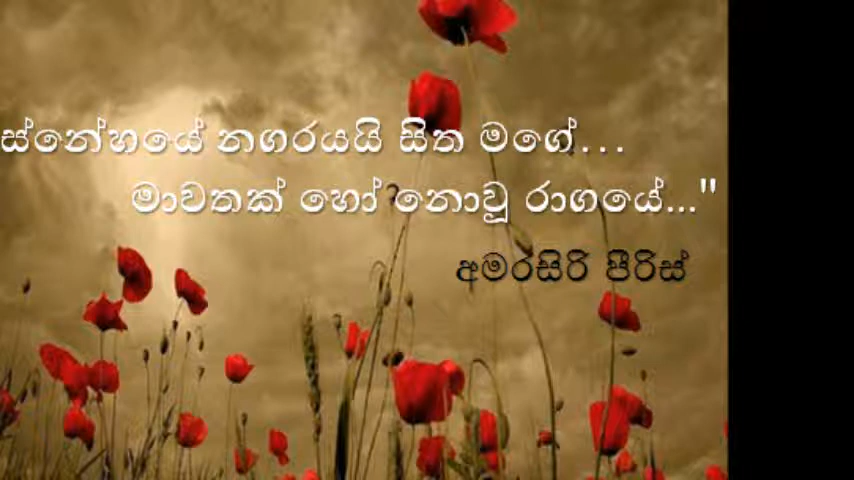 ස්නේහයේ නගරයයි සිත මගේ...
මාවතක් හෝ නොවූ රාගයේ..."
අමරසිරි පීරිස්